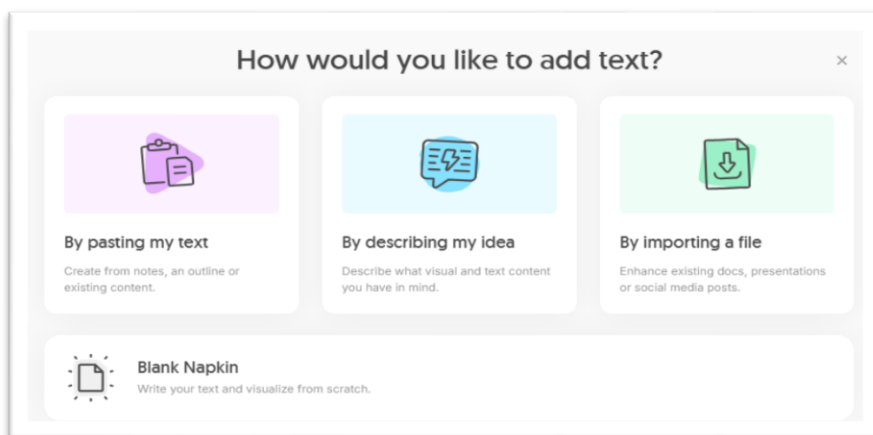 How would you like to add text?
By pasting my text
Create from notes, an outline or
existing content.
By describing my idea
Describe what visual and text content
you have in mind.
By importing a file
Enhance existing docs, presentations
or social media posts.
Blank Napkin
Write your text and visualize from scratch.